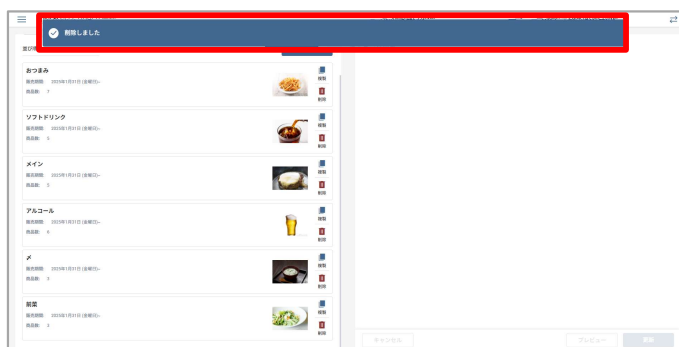 削除しました
並び
おつまみ
販売期間: 2025年1月31日(金曜日)~
商品数: 7
複製
削除
ソフトドリンク
販売期間: 2025年1月31日(金曜日)~
商品数: 5
複製
削除
メイン
販売期間: 2025年1月31日(金曜日)~
商品数: 5
複製
削除
アルコール
販売期間: 2025年1月31日(金曜日)~
商品数: 6
複製
削除
〆
販売期間: 2025年1月31日(金曜日)~
商品数: 3
複製
削除
前菜
販売期間: 2025年1月31日(金曜日)~
商品数: 3
複製
削除
キャンセル
プレビュー